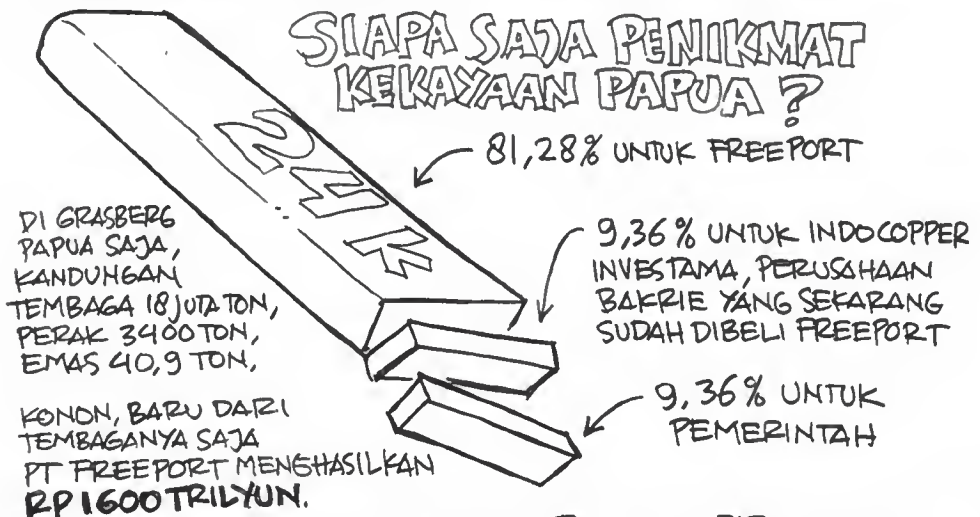 SIAPA SAJA PENIKMAT
KEKAYAAN PAPUA ?
24K
81,28% UNTUK FREEPORT
9,36% UNTUK INDOCOPPER
INVESTAMA, PERUSAHAAN
BAKRIE YANG SEKARANG
SUDAH DIBELI FREEPORT
9,36% UNTUK
PEMERINTAH
DI GRASBERG
PAPUA SAJA,
KANDUNGAN
TEMBAGA 18 JUTA TON,
PERAK 3400 TON,
EMAS 40,9 TON,
KONON, BARU DARI
TEMBAGANYA SAJA
PT FREEPORT MENGHASILKAN
RP 1600 TRILYUN.